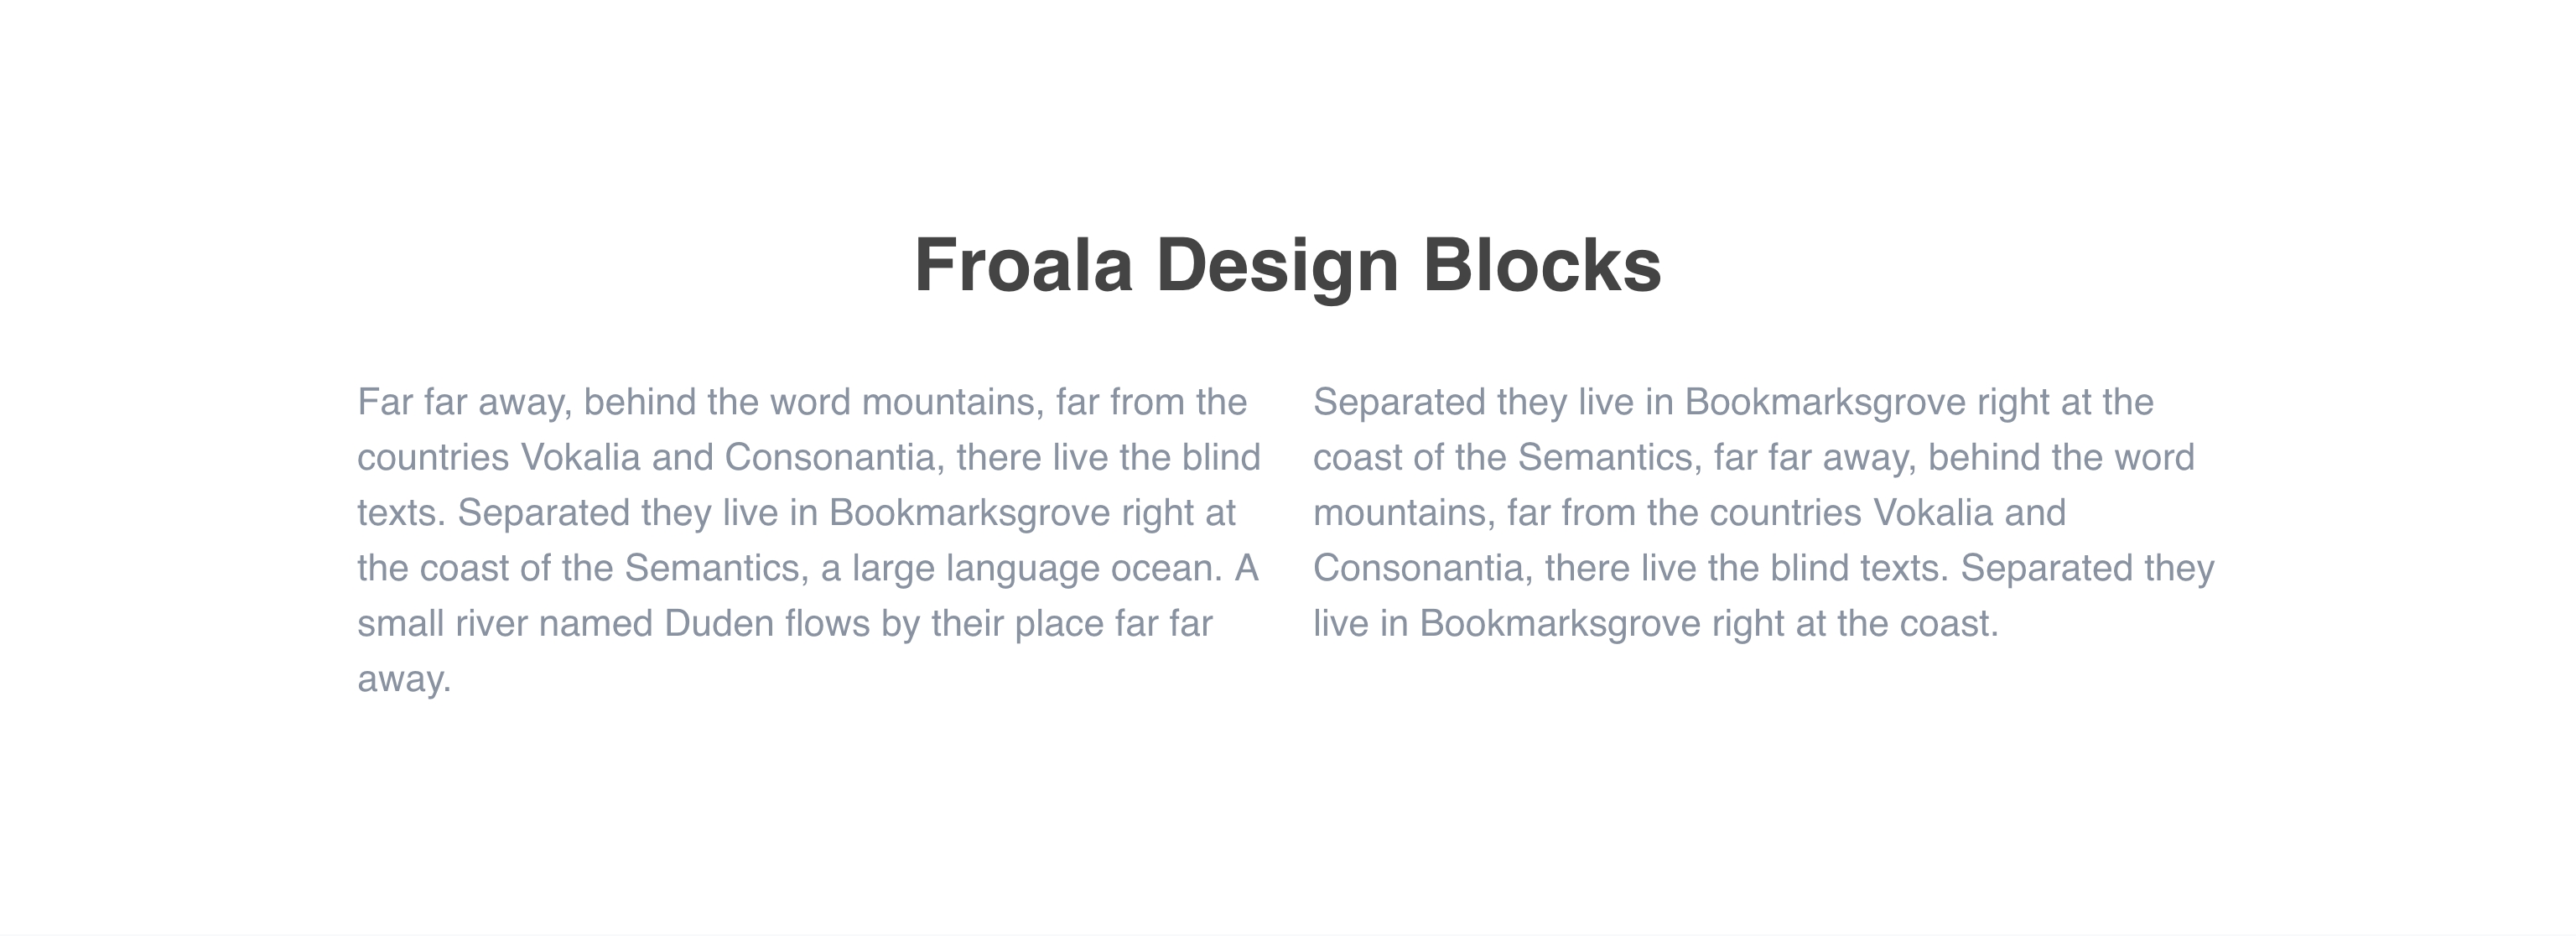 Froala Design Blocks
Far far away, behind the word mountains, far from the
countries Vokalia and Consonantia, there live the blind
texts. Separated they live in Bookmarksgrove right at
the coast of the Semantics, a large language ocean. A
small river named Duden flows by their place far far
away.
Separated they live in Bookmarksgrove right at the
coast of the Semantics, far far away, behind the word
mountains, far from the countries Vokalia and
Consonantia, there live the blind texts. Separated they
live in Bookmarksgrove right at the coast.